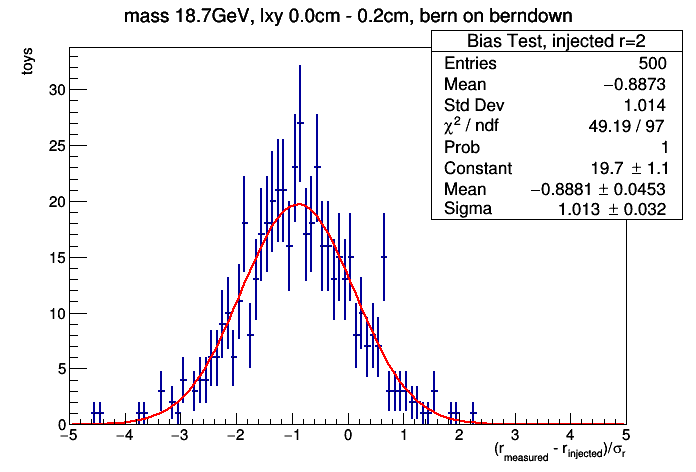 mass 18.7GeV, lxy 0.0cm - 0.2cm, bern on berndown
Bias Test, injected r=2
Entries 500
Mean −0.8873
Std Dev 1.014
χ² / ndf 49.19 / 97
Prob 1
Constant 19.7 ± 1.1
Mean −0.8881 ± 0.0453
Sigma 1.013 ± 0.032
toys
30
25
20
15
10
5
0
−5 −4 −3 −2 −1 0 1 2 3 4 5
(r_measured - r_injected)/σ_r